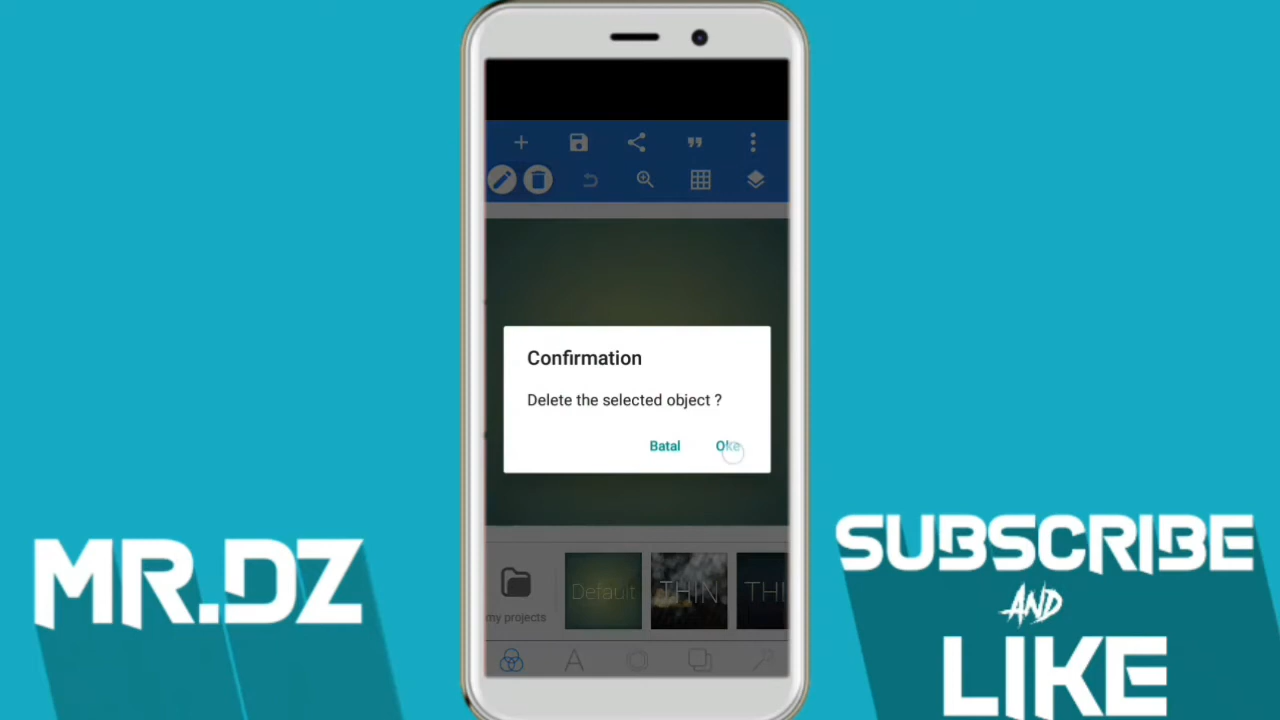 Confirmation
Delete the selected object ?
Batal
Oke
my projects
Default
THIN
THI
MR.DZ
SUBSCRIBE
AND
LIKE